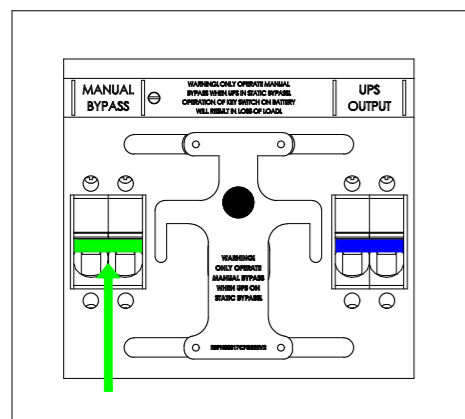 MANUAL
BYPASS
WARNING! ONLY OPERATE MANUAL
BYPASS WHEN UPS IN STATIC BYPASS.
OPERATION OF KEY SWITCH ON BATTERY
WILL RESULT IN LOSS OF LOAD!.
UPS
OUTPUT
WARNING!
ONLY OPERATE
MANUAL BYPASS
WHEN UPS ON
STATIC BYPASS.